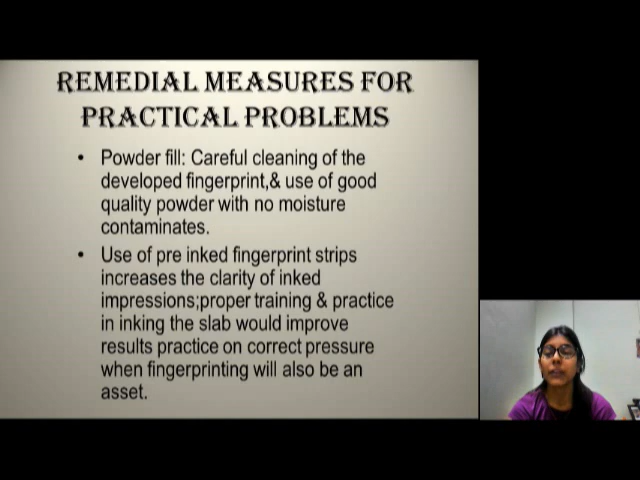 REMEDIAL MEASURES FOR
PRACTICAL PROBLEMS
• Powder fill: Careful cleaning of the
developed fingerprint,& use of good
quality powder with no moisture
contaminates.
• Use of pre inked fingerprint strips
increases the clarity of inked
impressions;proper training & practice
in inking the slab would improve
results practice on correct pressure
when fingerprinting will also be an
asset.